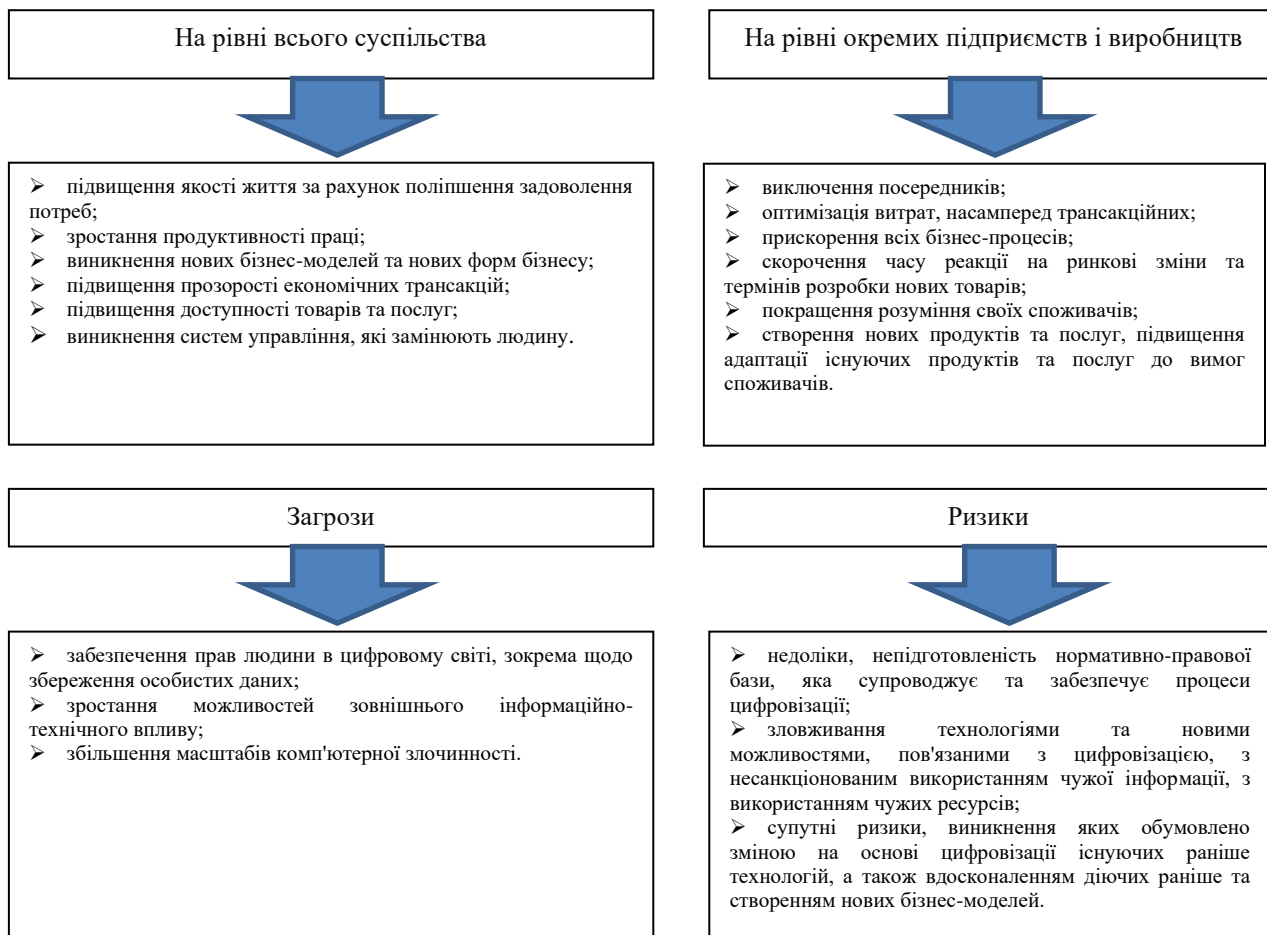 На рівні всього суспільства
➢ підвищення якості життя за рахунок поліпшення задоволення
потреб;
➢ зростання продуктивності праці;
➢ виникнення нових бізнес-моделей та нових форм бізнесу;
➢ підвищення прозорості економічних трансакцій;
➢ підвищення доступності товарів та послуг;
➢ виникнення систем управління, які замінюють людину.
На рівні окремих підприємств і виробництв
➢ виключення посередників;
➢ оптимізація витрат, насамперед трансакційних;
➢ прискорення всіх бізнес-процесів;
➢ скорочення часу реакції на ринкові зміни та
термінів розробки нових товарів;
➢ покращення розуміння своїх споживачів;
➢ створення нових продуктів та послуг, підвищення
адаптації існуючих продуктів та послуг до вимог
споживачів.
Загрози
➢ забезпечення прав людини в цифровому світі, зокрема щодо
збереження особистих даних;
➢ зростання можливостей зовнішнього інформаційно-
технічного впливу;
➢ збільшення масштабів комп'ютерної злочинності.
Ризики
➢ недоліки, непідготовленість нормативно-правової
бази, яка супроводжує та забезпечує процеси
цифровізації;
➢ зловживання технологіями та новими
можливостями, пов'язаними з цифровізацією, з
несанкціонованим використанням чужої інформації, з
використанням чужих ресурсів;
➢ супутні ризики, виникнення яких обумовлено
зміною на основі цифровізації існуючих раніше
технологій, а також вдосконаленням діючих раніше та
створенням нових бізнес-моделей.